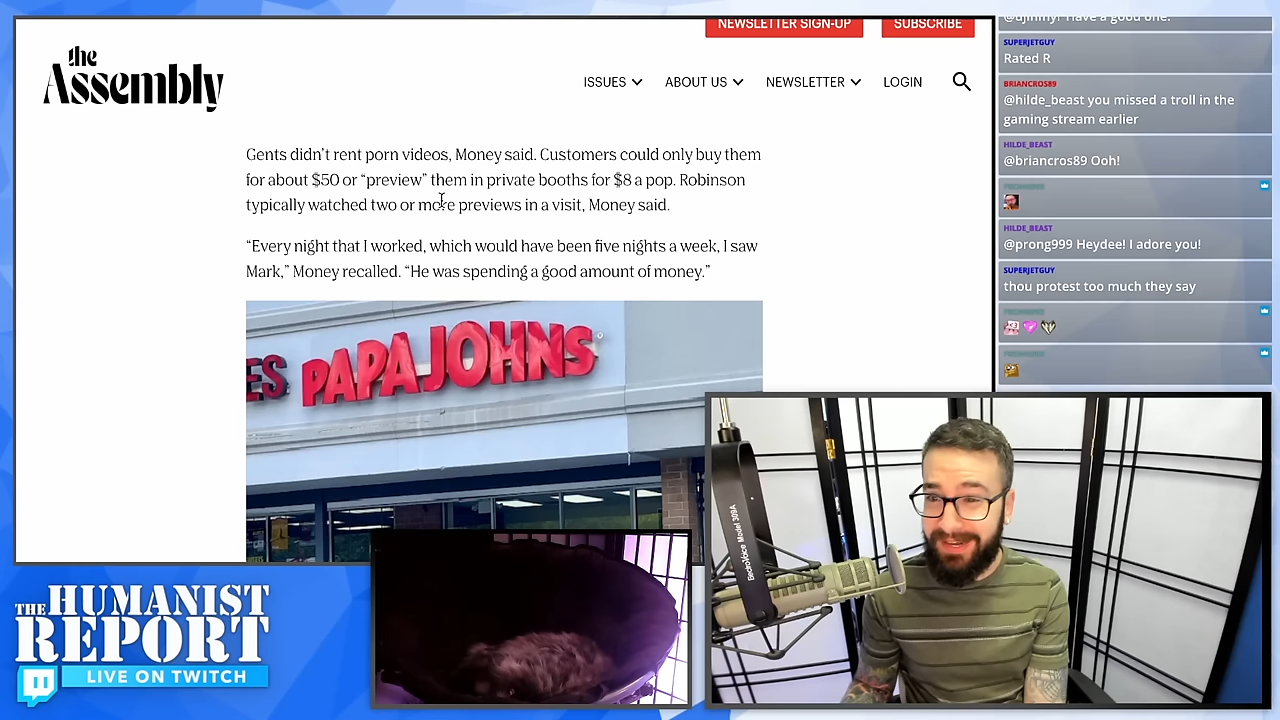 NEWSLETTER SIGN-UP
SUBSCRIBE
the
Assembly
ISSUES
ABOUT US
NEWSLETTER
LOGIN
Gents didn't rent porn videos, Money said. Customers could only buy them
for about $50 or “preview” them in private booths for $8 a pop. Robinson
typically watched two or more previews in a visit, Money said.
“Every night that I worked, which would have been five nights a week, I saw
Mark,” Money recalled. “He was spending a good amount of money.”
ES
PAPA JOHNS
@djimmy! Have a good one.
SUPERJETGUY
Rated R
BRIANCROS89
@hilde_beast you missed a troll in the
gaming stream earlier
HILDE_BEAST
@briancros89 Ooh!
HILDE_BEAST
@prong999 Heydee! I adore you!
SUPERJETGUY
thou protest too much they say
ElectroVoice Model 309A
THE HUMANIST
REPORT
LIVE ON TWITCH